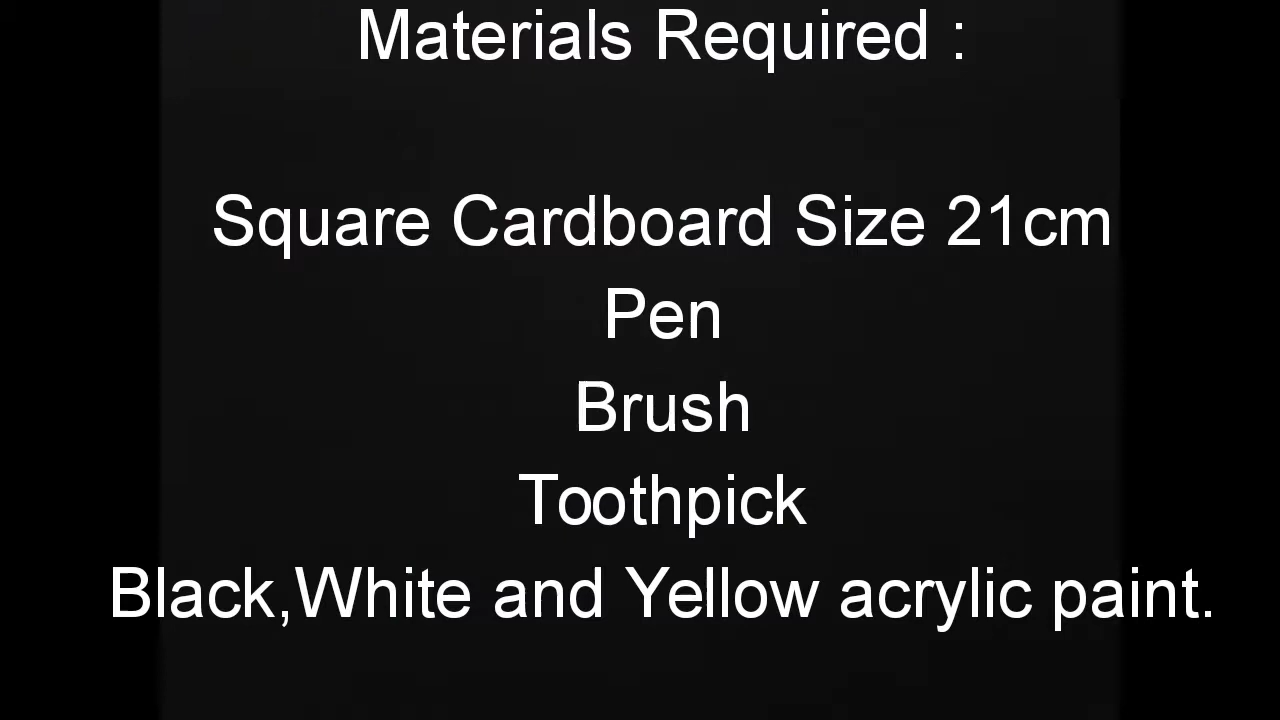 Materials Required :
Square Cardboard Size 21cm
Pen
Brush
Toothpick
Black,White and Yellow acrylic paint.